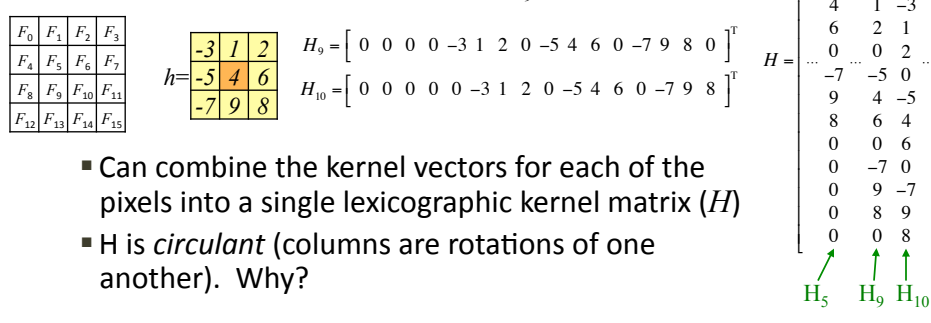 4 1 −3
F0 F1 F2 F3
F4 F5 F6 F7
F8 F9 F10 F11
F12 F13 F14 F15
h=
-3 1 2
-5 4 6
-7 9 8
H9 = [ 0 0 0 0 −3 1 2 0 −5 4 6 0 −7 9 8 0 ]T
H10 = [ 0 0 0 0 0 −3 1 2 0 −5 4 6 0 −7 9 8 ]T
H =
6 2 1
... 0 ... 0 2 ..
−7 −5 0
9 4 −5
8 6 4
0 0 6
0 −7 0
0 9 −7
0 8 9
0 0 8
H5 H9 H10
▪ Can combine the kernel vectors for each of the
pixels into a single lexicographic kernel matrix (H)
▪ H is circulant (columns are rotations of one
another). Why?